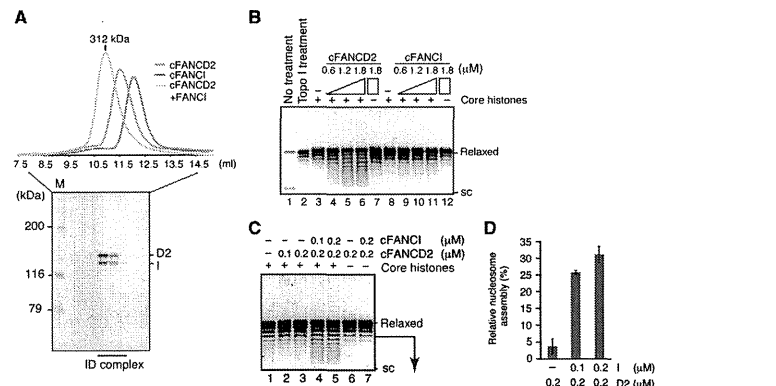 A
312 kDa
cFANCD2
cFANCI
cFANCD2
+FANCI
7.5 8.5 9.5 10.5 11.5 12.5 13.5 14.5 (ml)
M
(kDa)
200
116
79
D2
I
ID complex
B
No treatment
Topo I treatment
cFANCD2 cFANCI
0.6 1.2 1.8 1.8 0.6 1.2 1.8 1.8 (μM)
– –
+ + + + – + + + + – Core histones
Relaxed
sc
1 2 3 4 5 6 7 8 9 10 11 12
C
– – – 0.1 0.2 – 0.2 cFANCI (μM)
– 0.1 0.2 0.2 0.2 0.2 0.2 cFANCD2 (μM)
+ + + + + – – Core histones
Relaxed
sc
1 2 3 4 5 6 7
D
Relative nucleosome
assembly (%)
35
30
25
20
15
10
5
0
– 0.1 0.2 I (μM)
0.2 0.2 0.2 D2 (μM)